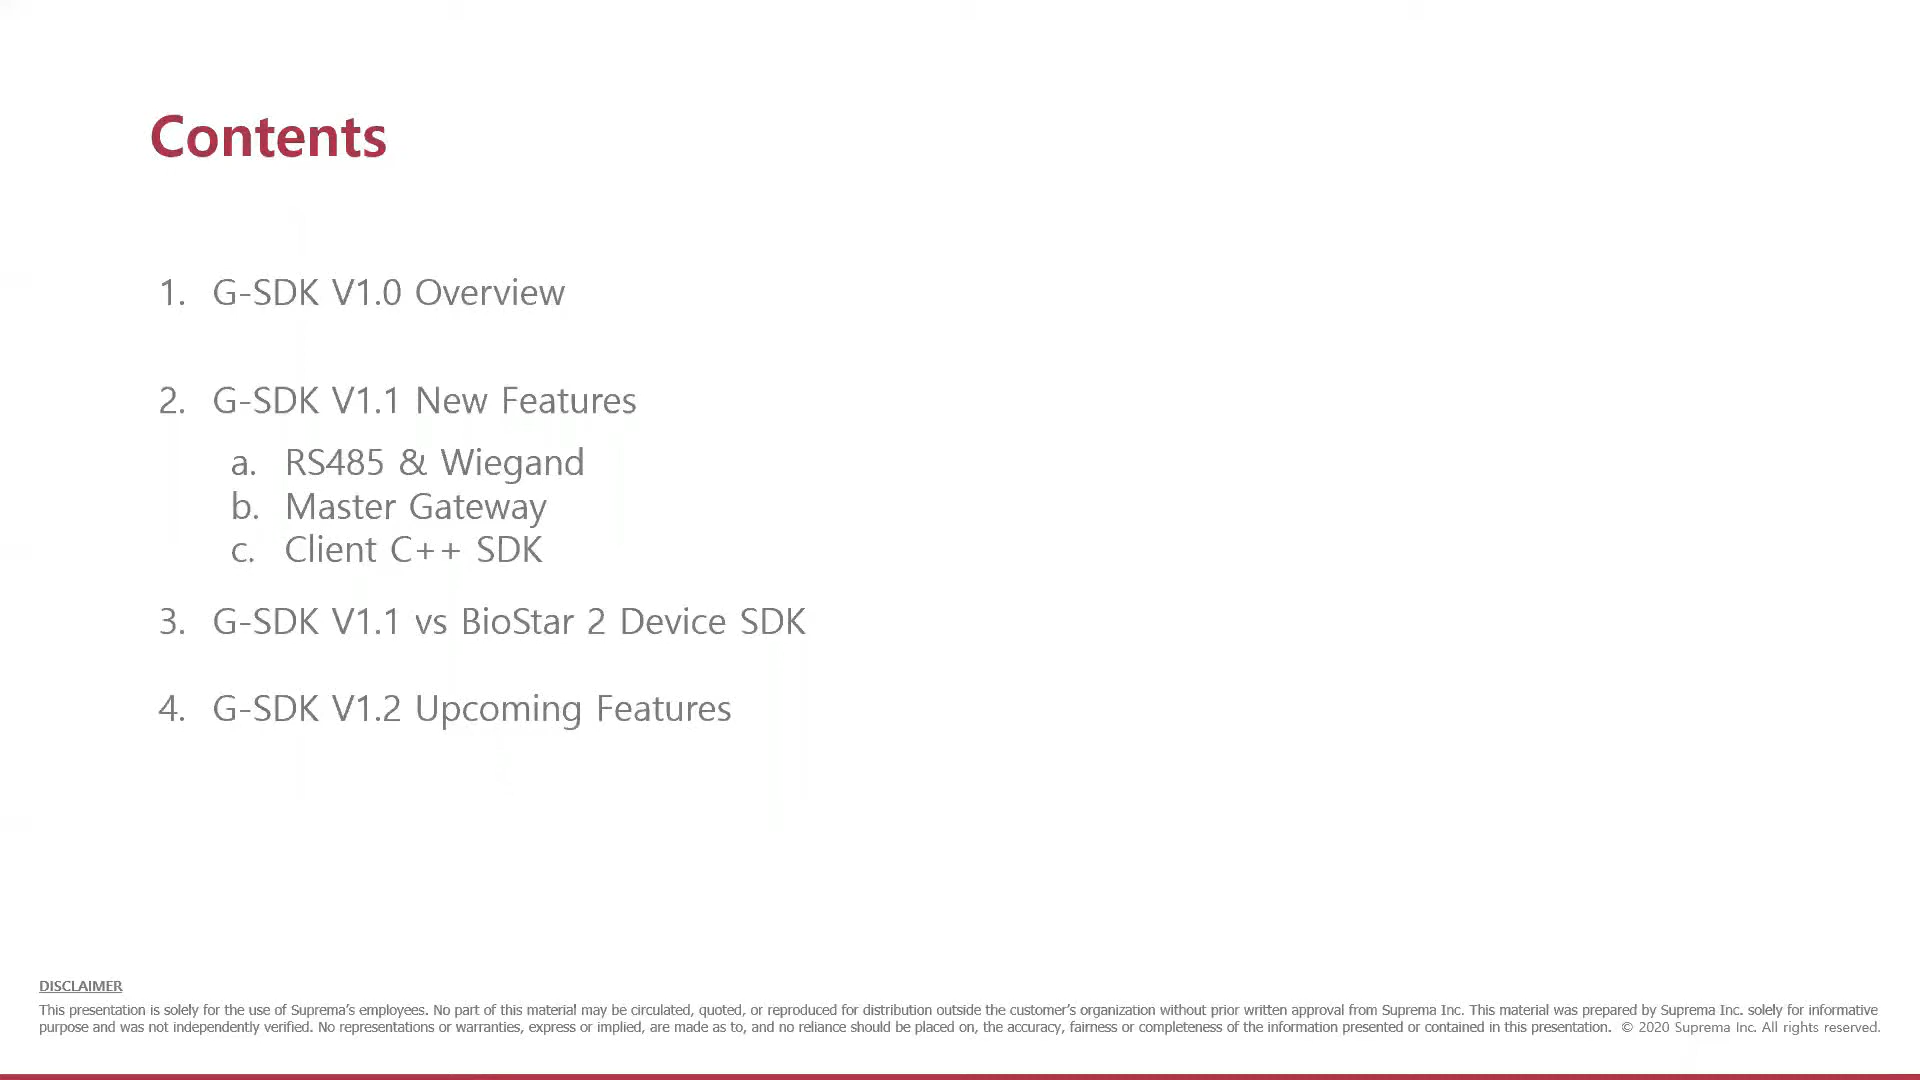 Contents
1. G-SDK V1.0 Overview
2. G-SDK V1.1 New Features
a. RS485 & Wiegand
b. Master Gateway
c. Client C++ SDK
3. G-SDK V1.1 vs BioStar 2 Device SDK
4. G-SDK V1.2 Upcoming Features
DISCLAIMER
This presentation is solely for the use of Suprema’s employees. No part of this material may be circulated, quoted, or reproduced for distribution outside the customer’s organization without prior written approval from Suprema Inc. This material was prepared by Suprema Inc. solely for informative
purpose and was not independently verified. No representations or warranties, express or implied, are made as to, and no reliance should be placed on, the accuracy, fairness or completeness of the information presented or contained in this presentation. © 2020 Suprema Inc. All rights reserved.